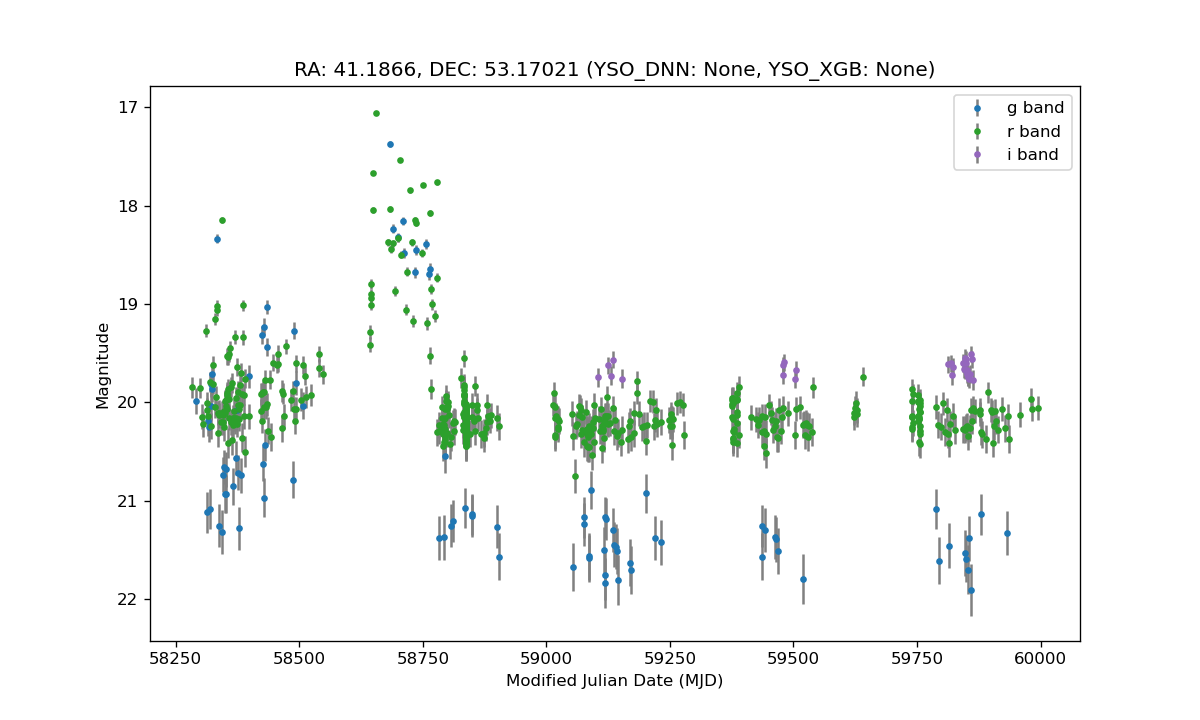 RA: 41.1866, DEC: 53.17021 (YSO_DNN: None, YSO_XGB: None)
g band
r band
i band
17
18
19
20
21
22
Magnitude
58250
58500
58750
59000
59250
59500
59750
60000
Modified Julian Date (MJD)